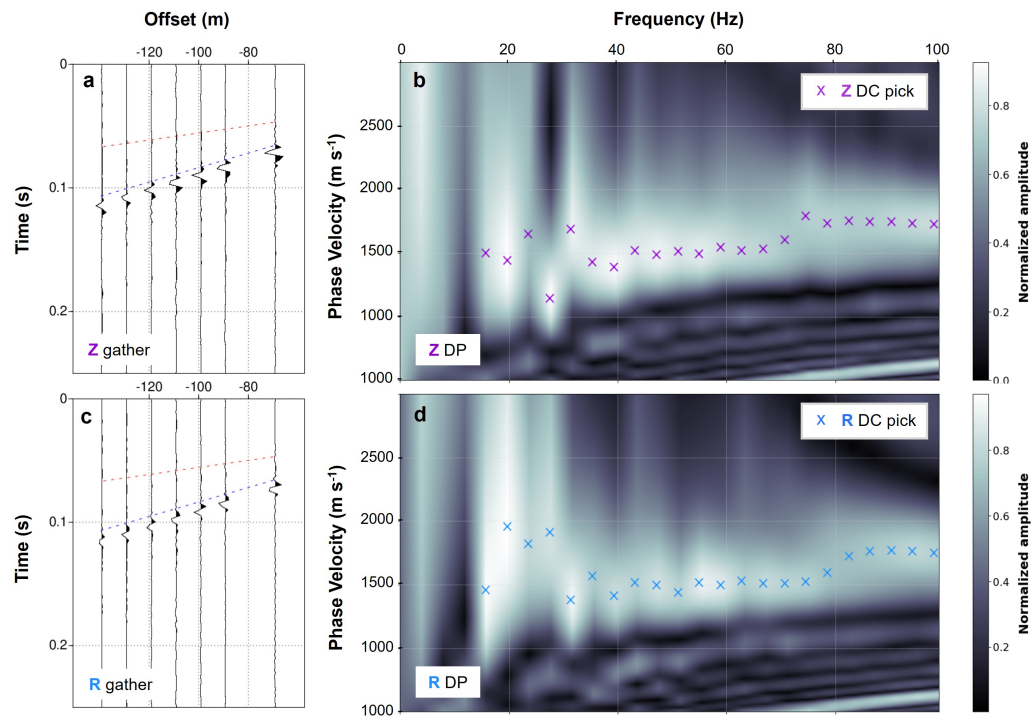 Offset (m)
Frequency (Hz)
-120 -100 -80
0 20 40 60 80 100
a
0
0.1
0.2
Time (s)
Z gather
b
x Z DC pick
2500
2000
1500
1000
1000
Phase Velocity (m s-1)
Z DP
0.8
0.6
0.4
0.2
0.0
Normalized amplitude
-120 -100 -80
c
0
0.1
0.2
Time (s)
R gather
d
x R DC pick
2500
2000
1500
1000
1000
Phase Velocity (m s-1)
R DP
0.8
0.6
0.4
0.2
Normalized amplitude